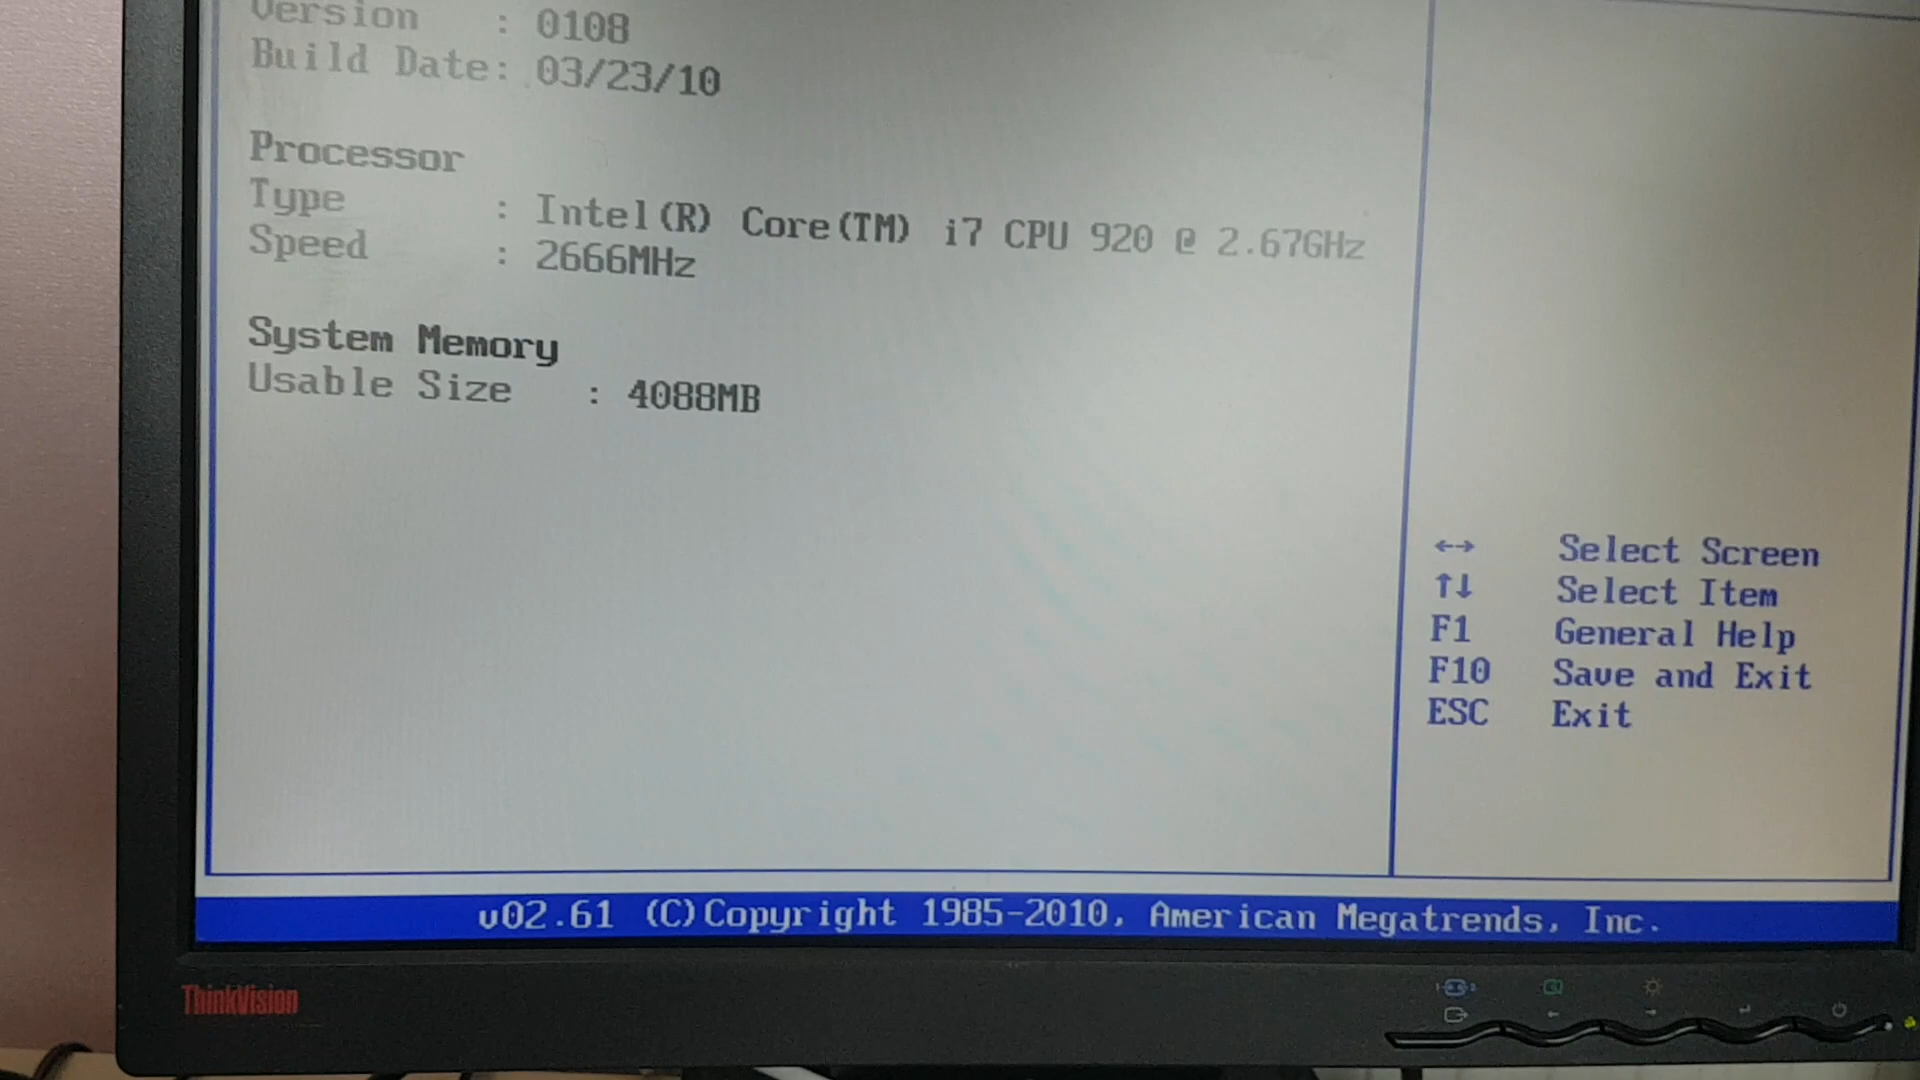 Version : 0108
Build Date: 03/23/10
Processor
Type : Intel(R) Core(TM) i7 CPU 920 @ 2.67GHz
Speed : 2666MHz
System Memory
Usable Size : 4088MB
←→ Select Screen
↑↓ Select Item
F1 General Help
F10 Save and Exit
ESC Exit
v02.61 (C)Copyright 1985-2010, American Megatrends, Inc.
ThinkVision